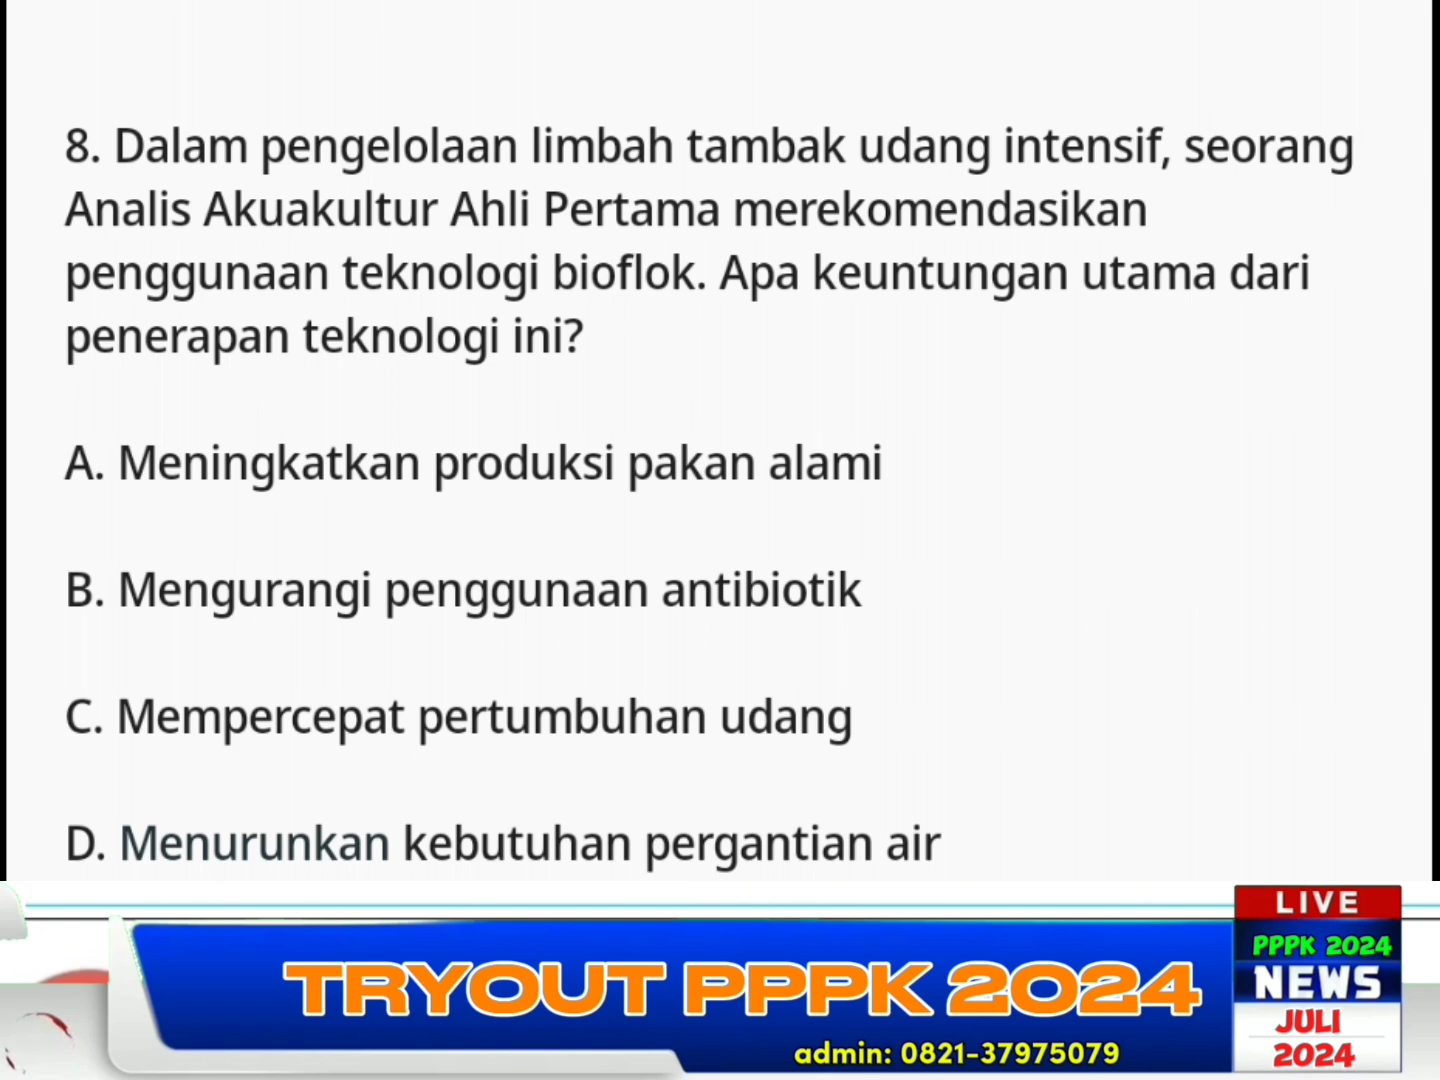 8. Dalam pengelolaan limbah tambak udang intensif, seorang
Analis Akuakultur Ahli Pertama merekomendasikan
penggunaan teknologi bioflok. Apa keuntungan utama dari
penerapan teknologi ini?
A. Meningkatkan produksi pakan alami
B. Mengurangi penggunaan antibiotik
C. Mempercepat pertumbuhan udang
D. Menurunkan kebutuhan pergantian air
TRYOUT PPPK 2024
admin: 0821-37975079
LIVE
PPPK 2024
NEWS
JULI
2024